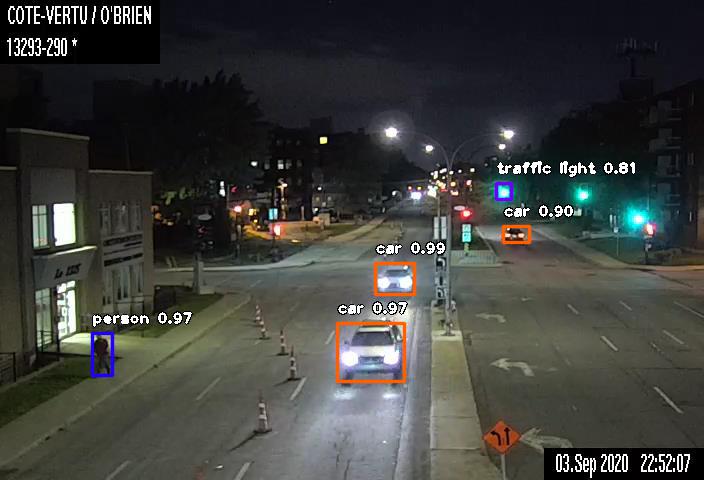 COTE-VERTU / O'BRIEN
13293-290 *
traffic light 0.81
car 0.90
car 0.99
car 0.97
person 0.97
03.Sep 2020 22:52:07